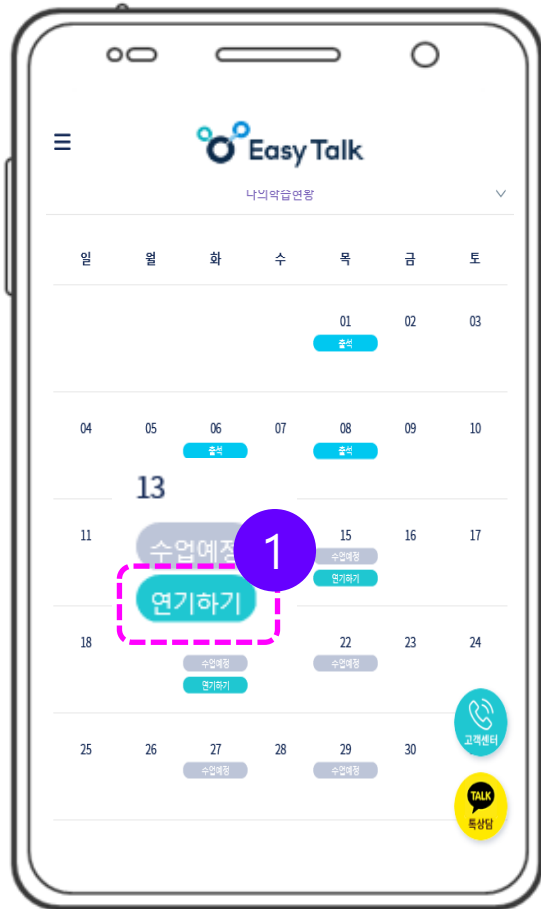 Easy Talk
나의학습현황
일 월 화 수 목 금 토
01 02 03
출석
04 05 06 07 08 09 10
출석 출석
13
11 15 16 17
수업예정 1 수업예정
연기하기 연기하기
18 22 23 24
수업예정 수업예정
연기하기
고객센터
25 26 27 28 29 30
수업예정 수업예정
TALK
톡상담